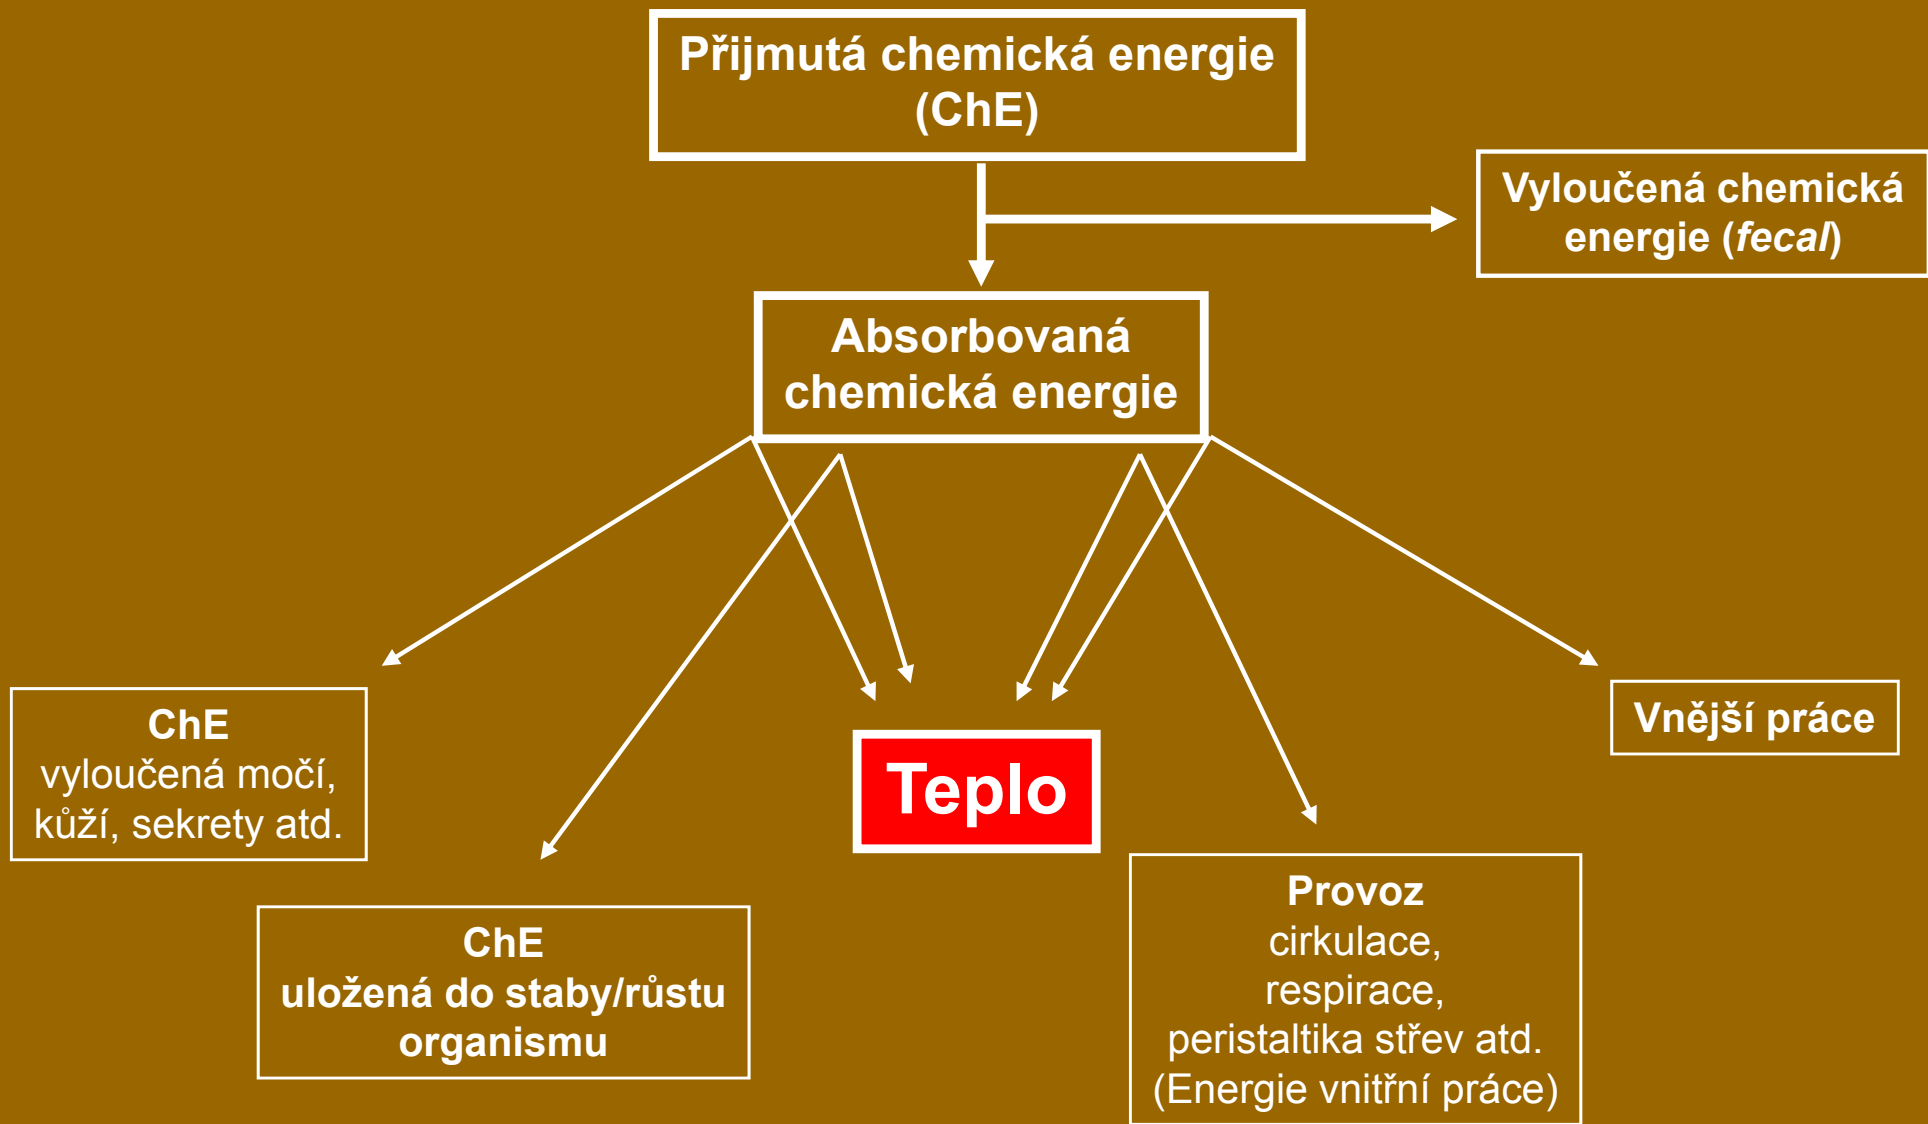 Přijmutá chemická energie
(ChE)
Vyloučená chemická
energie (fecal)
Absorbovaná
chemická energie
ChE
vyloučená močí,
kůží, sekrety atd.
ChE
uložená do staby/růstu
organismu
Teplo
Provoz
cirkulace,
respirace,
peristaltika střev atd.
(Energie vnitřní práce)
Vnější práce